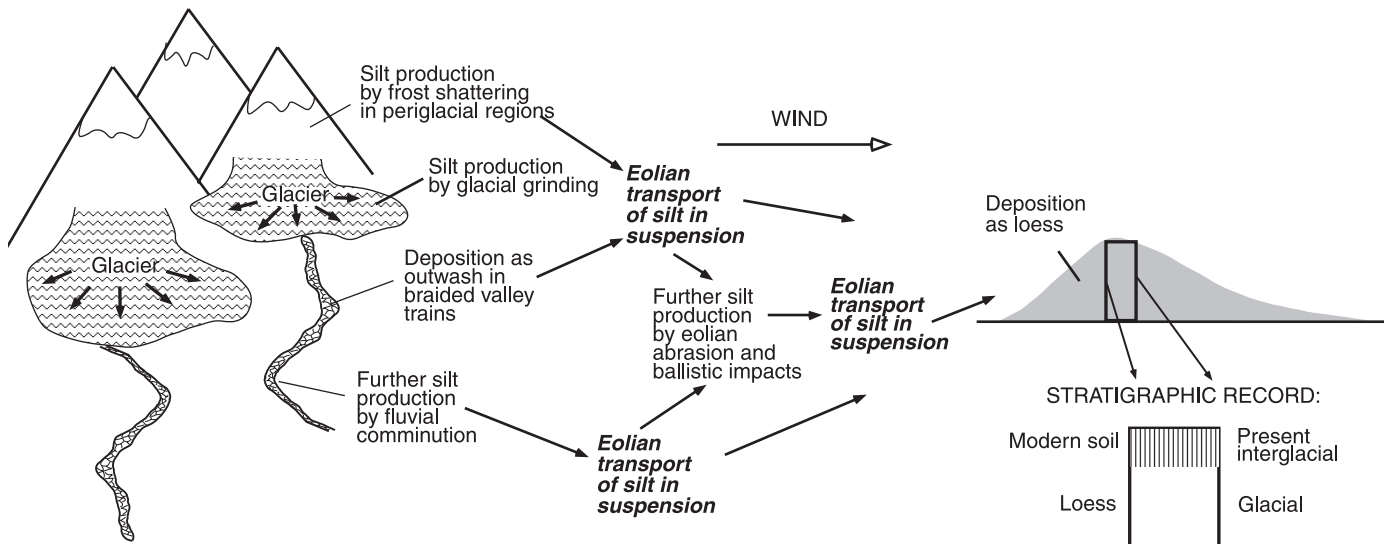 Silt production
by frost shattering
in periglacial regions
WIND
Silt production
by glacial grinding
Glacier
Eolian
transport
of silt in
suspension
Deposition
as loess
Glacier
Deposition as
outwash in
braided valley
trains
Further silt
production
by eolian
abrasion and
ballistic impacts
Eolian
transport
of silt in
suspension
Further silt
production
by fluvial
comminution
Eolian
transport
of silt in
suspension
STRATIGRAPHIC RECORD:
Modern soil
Present
interglacial
Loess
Glacial